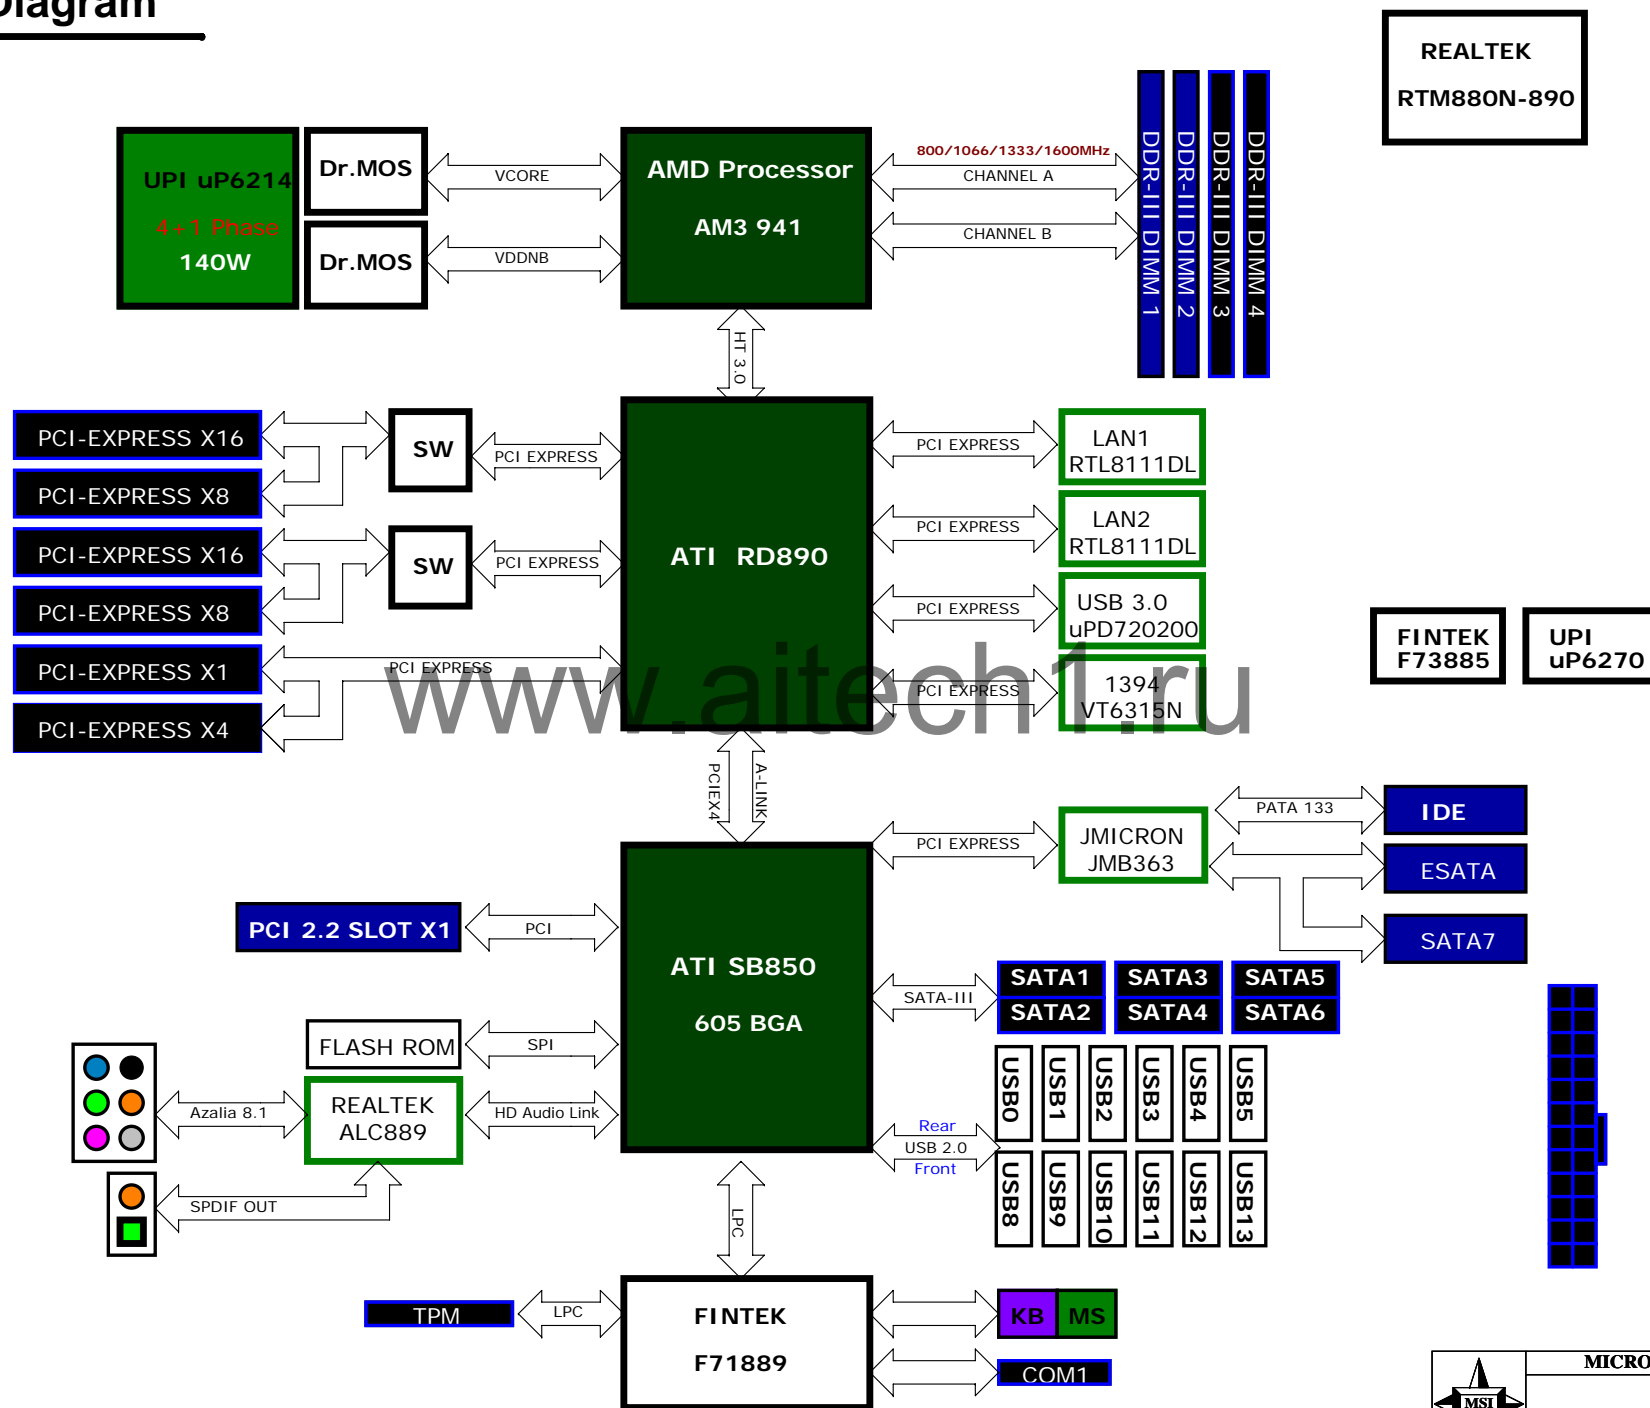 Diagram
REALTEK
RTM880N-890
UPI uP6214
4+1 Phase
140W
Dr.MOS
Dr.MOS
VCORE
VDDNB
AMD Processor
AM3 941
800/1066/1333/1600MHz
CHANNEL A
CHANNEL B
DDR-III DIMM 1
DDR-III DIMM 2
DDR-III DIMM 3
DDR-III DIMM 4
HT 3.0
PCI-EXPRESS X16
PCI-EXPRESS X8
PCI-EXPRESS X16
PCI-EXPRESS X8
PCI-EXPRESS X1
PCI-EXPRESS X4
SW
SW
PCI EXPRESS
PCI EXPRESS
PCI EXPRESS
ATI RD890
PCI EXPRESS
PCI EXPRESS
PCI EXPRESS
PCI EXPRESS
LAN1
RTL8111DL
LAN2
RTL8111DL
USB 3.0
uPD720200
1394
VT6315N
FINTEK
F73885
UPI
uP6270
www.aitech1.ru
PCIEX4
A-LINK
PCI EXPRESS
JMICRON
JMB363
PATA 133
IDE
ESATA
SATA7
PCI 2.2 SLOT X1
PCI
ATI SB850
605 BGA
SATA-III
SATA1
SATA3
SATA5
SATA2
SATA4
SATA6
FLASH ROM
SPI
Azalia 8.1
REALTEK
ALC889
HD Audio Link
SPDIF OUT
Rear
USB 2.0
Front
USB0
USB1
USB2
USB3
USB4
USB5
USB8
USB9
USB10
USB11
USB12
USB13
LPC
TPM
LPC
FINTEK
F71889
KB
MS
COM1
MSI
MICRO